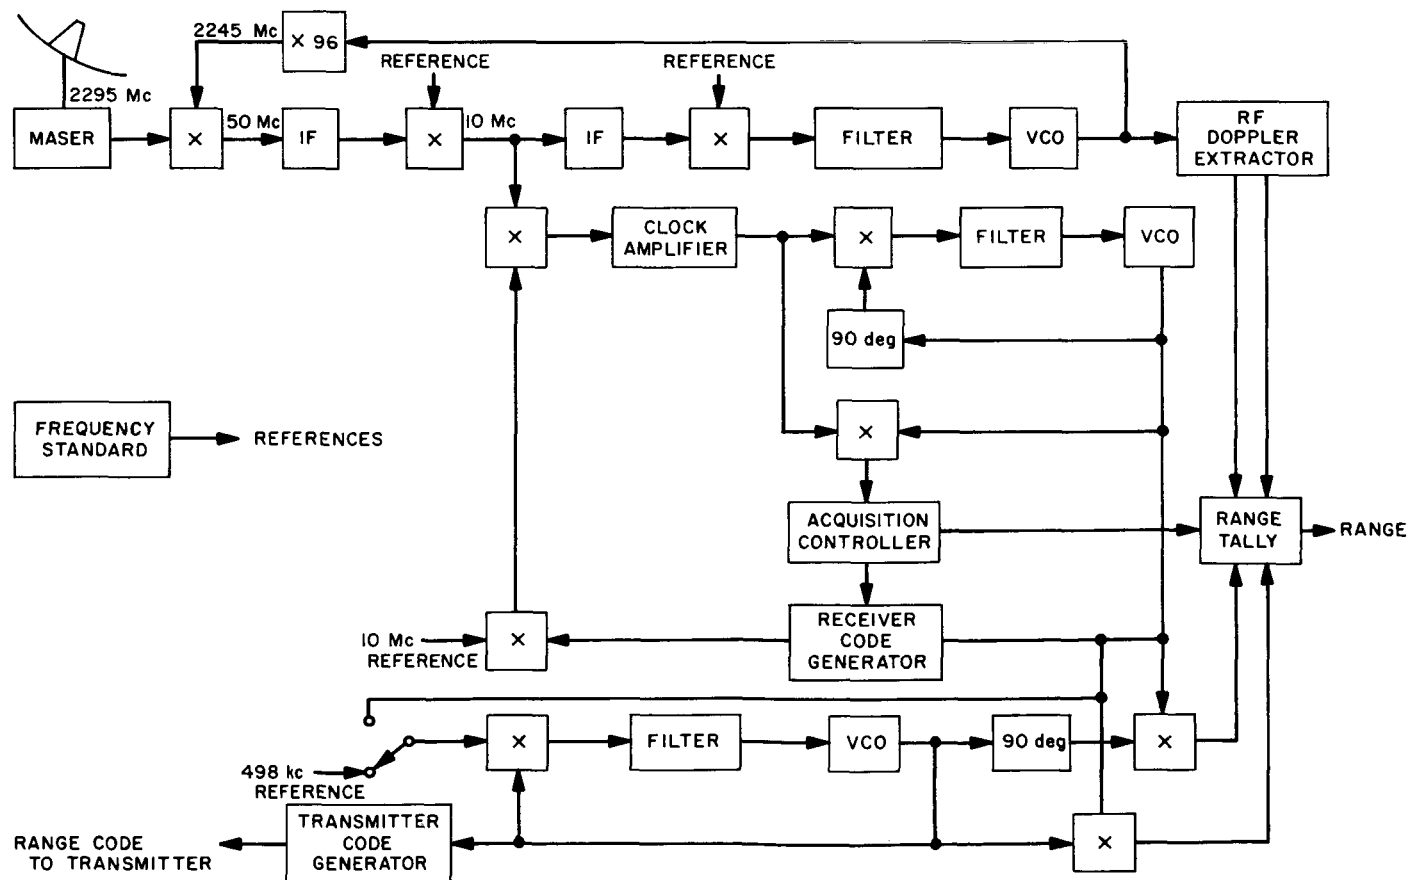 2245 Mc
× 96
REFERENCE
REFERENCE
2295 Mc
MASER
×
50 Mc
IF
×
10 Mc
IF
×
FILTER
VCO
RF
DOPPLER
EXTRACTOR
×
CLOCK
AMPLIFIER
×
FILTER
VCO
90 deg
FREQUENCY
STANDARD
REFERENCES
×
ACQUISITION
CONTROLLER
RANGE
TALLY
RANGE
10 Mc
REFERENCE
×
RECEIVER
CODE
GENERATOR
498 kc
REFERENCE
×
FILTER
VCO
90 deg
×
RANGE CODE
TO TRANSMITTER
TRANSMITTER
CODE
GENERATOR
×